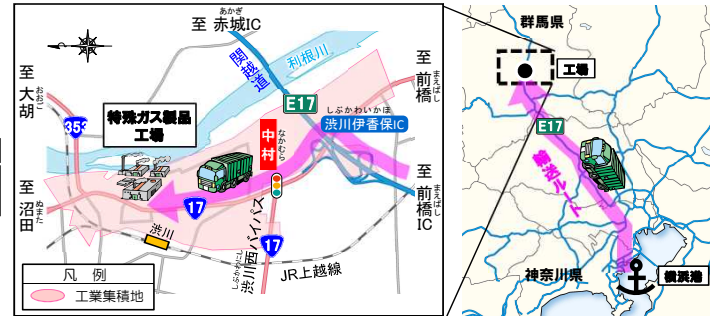 至 赤城IC
あかぎ
関越道
利根川
至 大胡
おおご
353
特殊ガス製品
工場
E17
至 前橋
まえばし
しぶかわいかほ
渋川伊香保IC
中村
なかむら
至 沼田
ぬまた
17
渋川
17
渋川西バイパス
しぶかわにし
JR上越線
至 前橋IC
まえばし
凡 例
工業集積地
群馬県
工場
E17
輸送ルート
神奈川県
横浜港